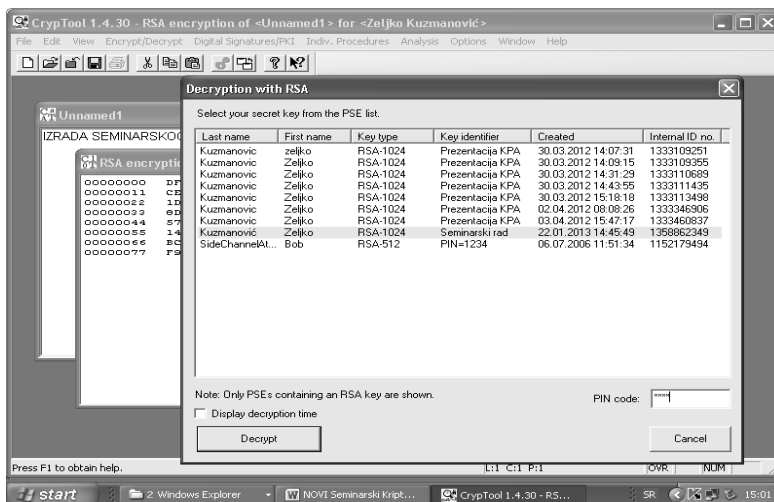 CrypTool 1.4.30 - RSA encryption of <Unnamed1> for <Zeljko Kuzmanović>
File Edit View Encrypt/Decrypt Digital Signatures/PKI Indiv. Procedures Analysis Options Window Help
Unnamed1
IZRADA SEMINARSKOG
RSA encryptio
00000000 DF
00000011 CE
00000022 1D
00000033 8D
00000044 57
00000055 14
00000066 BC
00000077 F9
Decryption with RSA
Select your secret key from the PSE list.
Last name First name Key type Key identifier Created Internal ID no.
Kuzmanovic zeljko RSA-1024 Prezentacija KPA 30.03.2012 14:07:31 1333109251
Kuzmanovic Zeljko RSA-1024 Prezentacija KPA 30.03.2012 14:09:15 1333109355
Kuzmanovic Zeljko RSA-1024 Prezentacija KPA 30.03.2012 14:31:29 1333110689
Kuzmanovic Zeljko RSA-1024 Prezentacija KPA 30.03.2012 14:43:55 1333111435
Kuzmanovic Zeljko RSA-1024 Prezentacija KPA 30.03.2012 15:18:18 1333113498
Kuzmanovic Zeljko RSA-1024 Prezentacija KPA 02.04.2012 08:08:26 1333346906
Kuzmanovic Zeljko RSA-1024 Prezentacija KPA 03.04.2012 15:47:17 1333460837
Kuzmanović Zeljko RSA-1024 Seminarski rad 22.01.2013 14:45:49 1358862349
SideChannelAt... Bob RSA-512 PIN=1234 06.07.2006 11:51:34 1152179494
Note: Only PSEs containing an RSA key are shown.
PIN code: ****
Display decryption time
Decrypt Cancel
Press F1 to obtain help. L:1 C:1 P:1 OVR NUM
start 2 Windows Explorer NOVI Seminarski Kript... CrypTool 1.4.30 - RS... SR 15:01